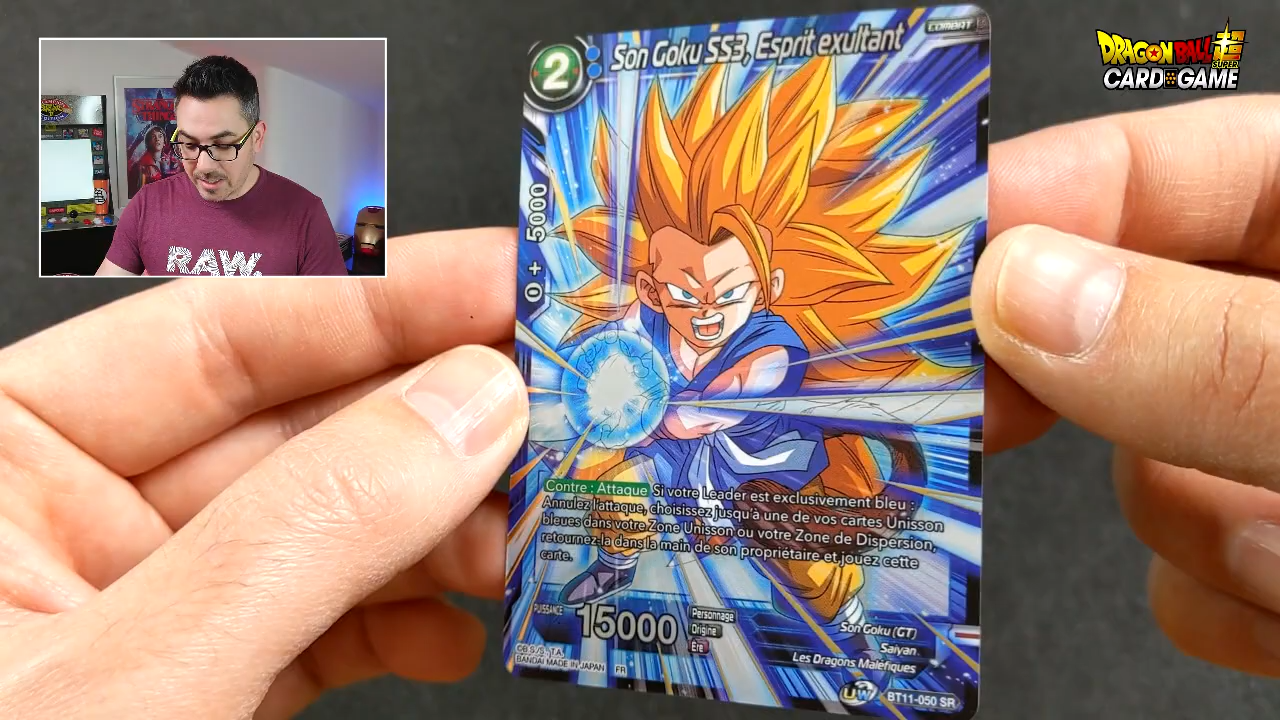 DRAGON BALL SUPER
CARD GAME
RAW.
COMBAT
2
Son Goku SS3, Esprit exultant
0 + 5000
Contre : Attaque Si votre Leader est exclusivement bleu :
Annulez l'attaque, choisissez jusqu'à une de vos cartes Unisson
bleues dans votre Zone Unisson ou votre Zone de Dispersion,
retournez-la dans la main de son propriétaire et jouez cette
carte.
PUISSANCE
15000
Personnage
Origine
Ère
Son Goku (GT)
Saiyan
Les Dragons Maléfiques
©B.S./S., T.A.
BANDAI MADE IN JAPAN FR
UW
BT11-050 SR